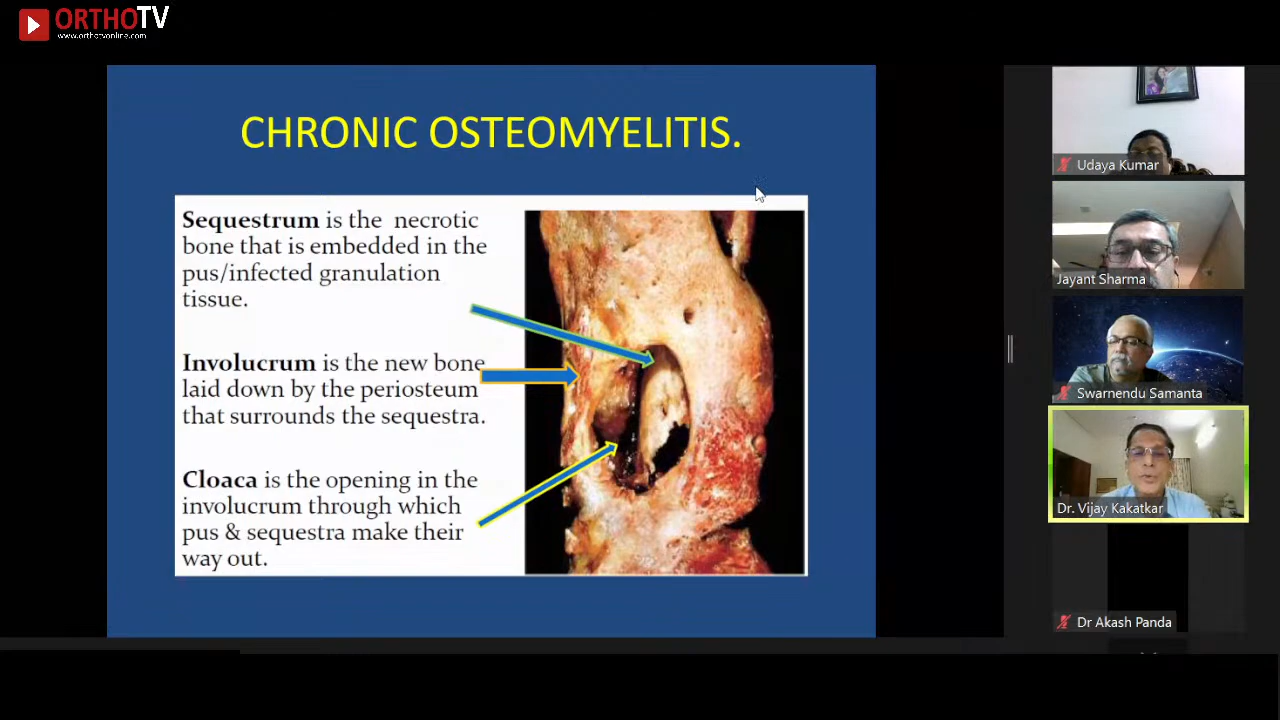 ORTHOTV
www.orthotvonline.com
CHRONIC OSTEOMYELITIS.
Sequestrum is the necrotic
bone that is embedded in the
pus/infected granulation
tissue.
Involucrum is the new bone
laid down by the periosteum
that surrounds the sequestra.
Cloaca is the opening in the
involucrum through which
pus & sequestra make their
way out.
Udaya Kumar
Jayant Sharma
Swarnendu Samanta
Dr. Vijay Kakatkar
Dr Akash Panda